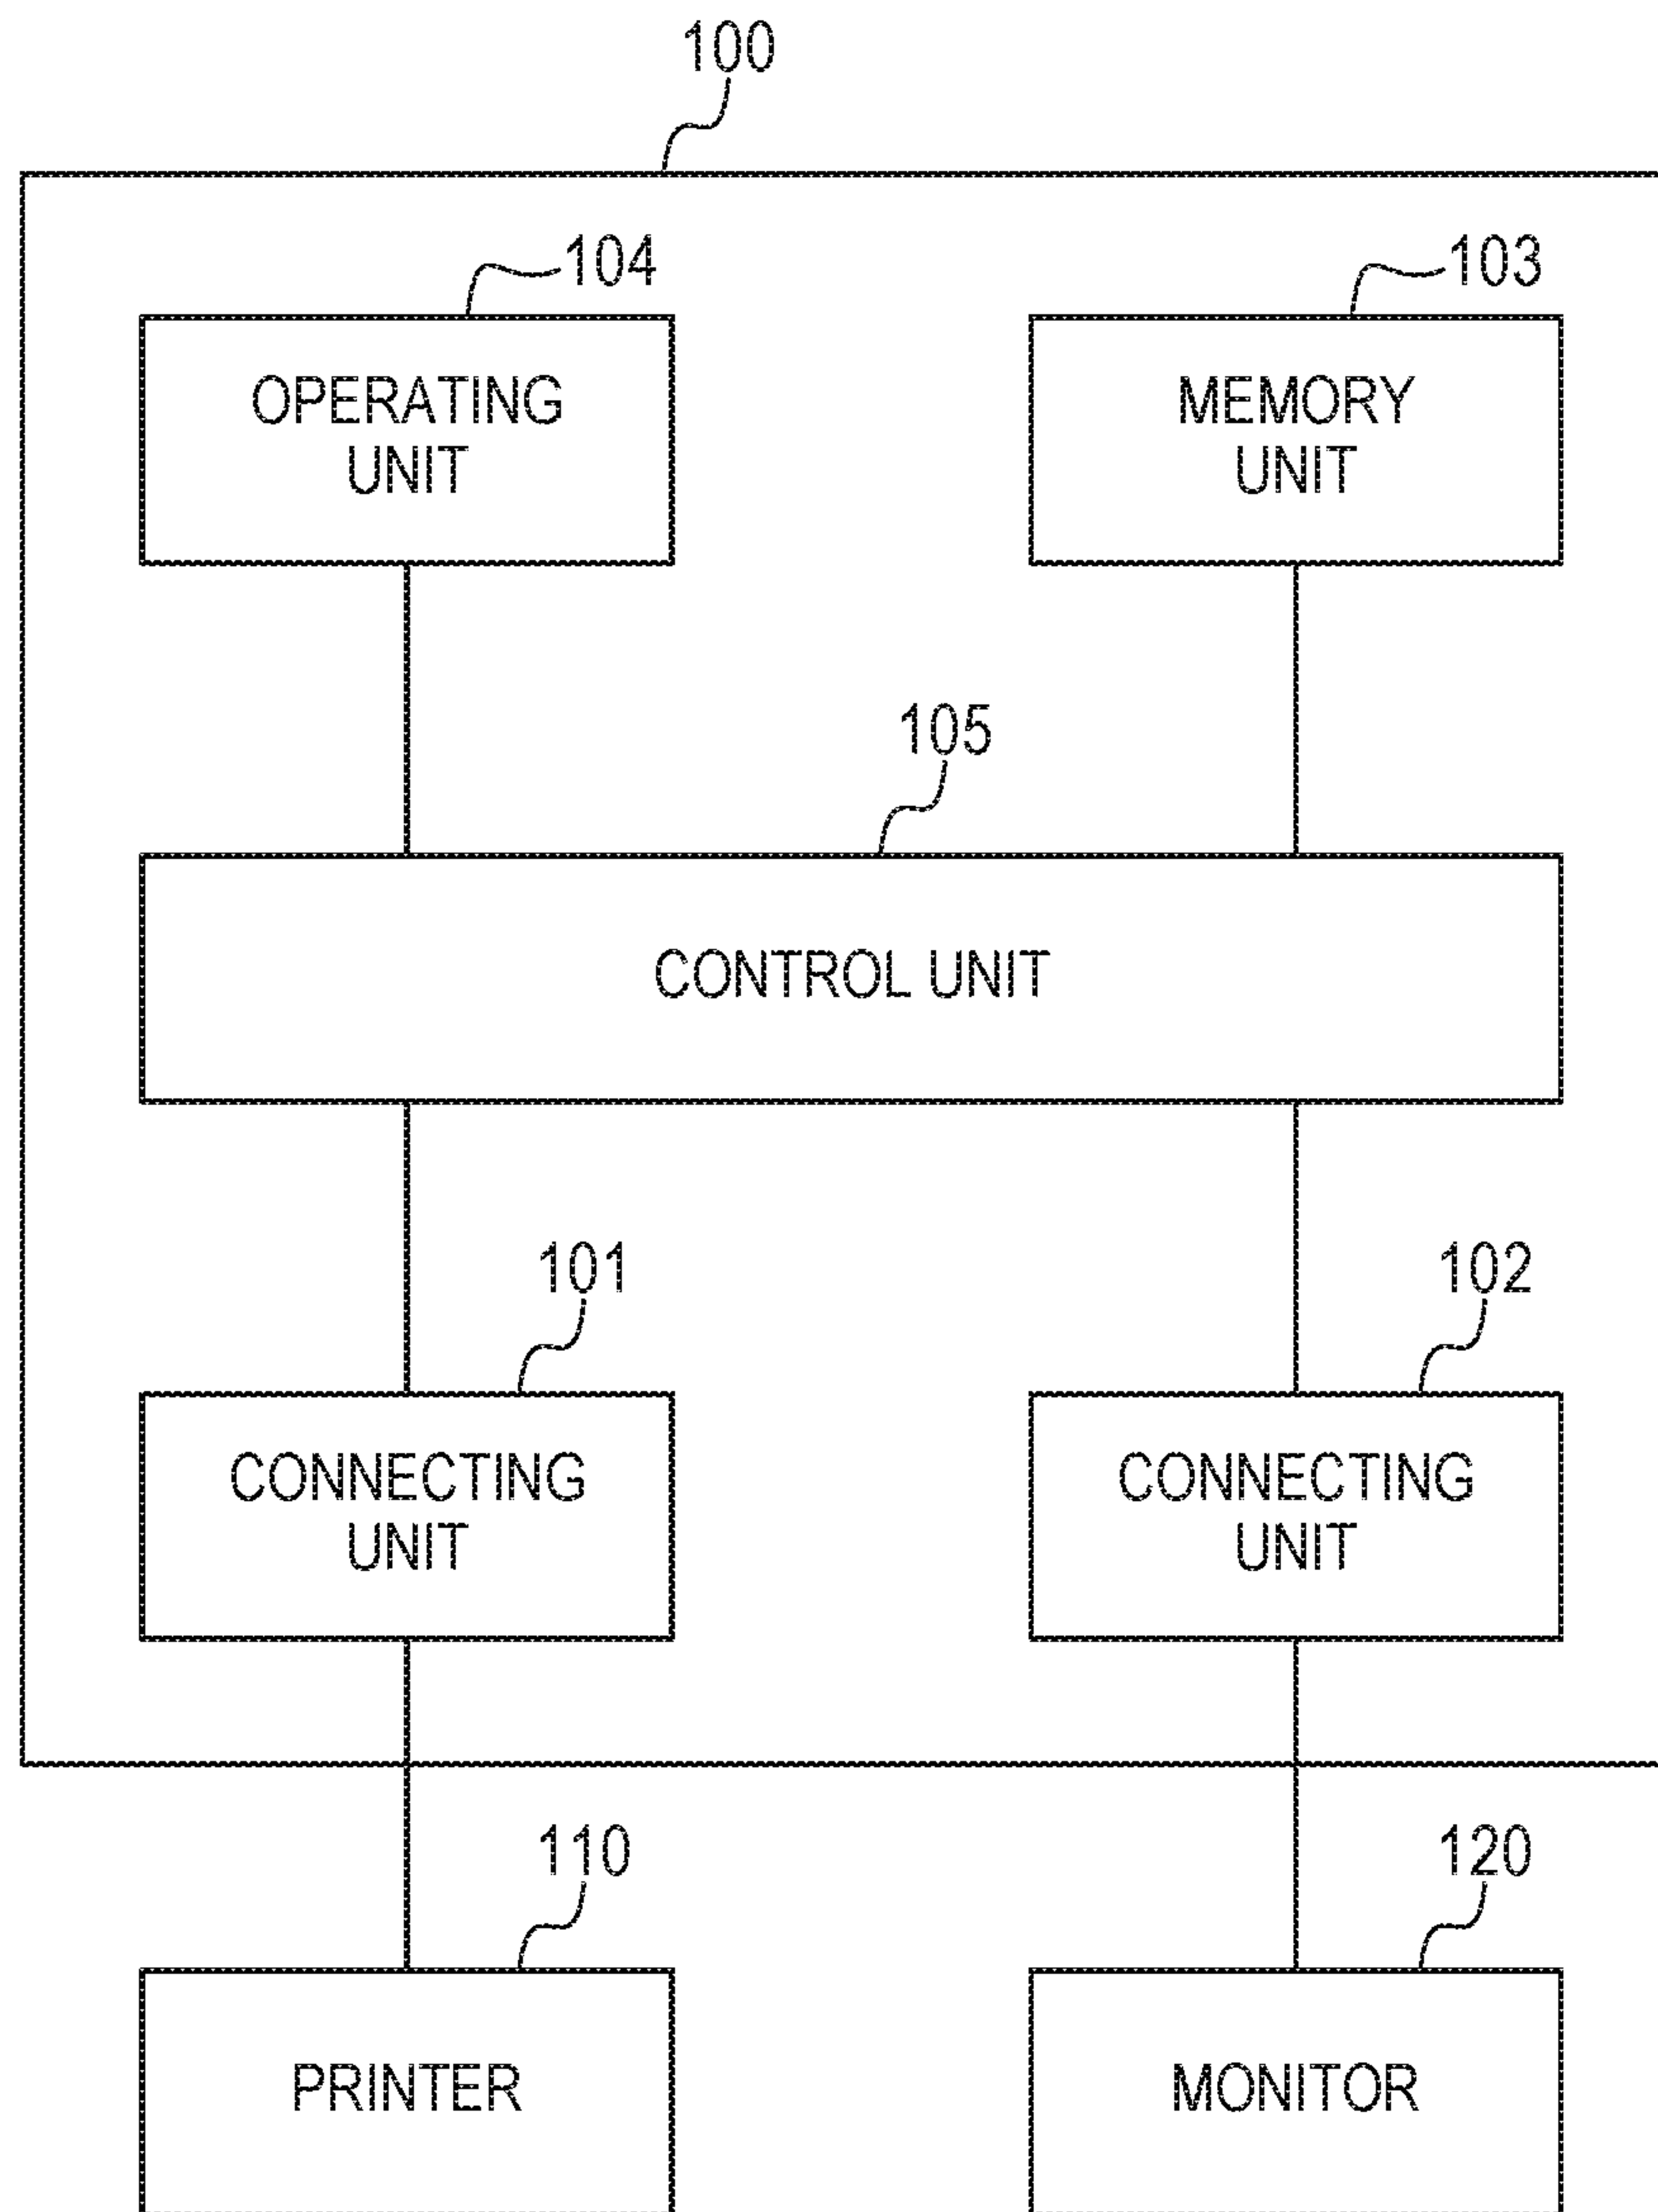 100
104
103
OPERATING
UNIT
MEMORY
UNIT
105
CONTROL UNIT
101
102
CONNECTING
UNIT
CONNECTING
UNIT
110
120
PRINTER
MONITOR